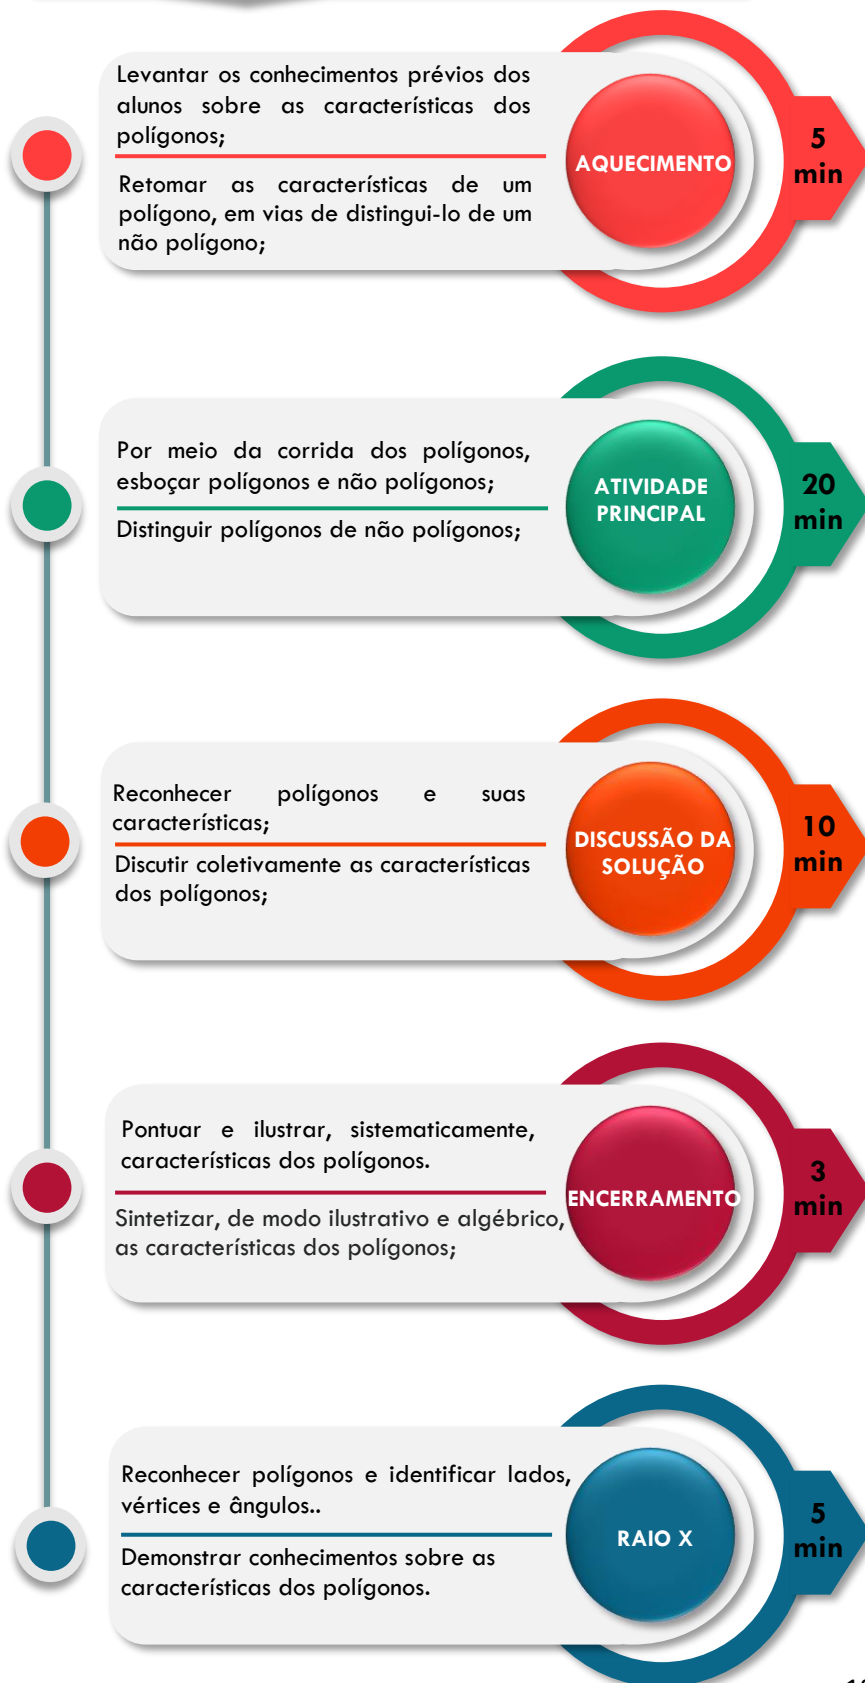 Levantar os conhecimentos prévios dos
alunos sobre as características dos
polígonos;
Retomar as características de um
polígono, em vias de distingui-lo de um
não polígono;
AQUECIMENTO
5
min
Por meio da corrida dos polígonos,
esboçar polígonos e não polígonos;
Distinguir polígonos de não polígonos;
ATIVIDADE
PRINCIPAL
20
min
Reconhecer polígonos e suas
características;
Discutir coletivamente as características
dos polígonos;
DISCUSSÃO DA
SOLUÇÃO
10
min
Pontuar e ilustrar, sistematicamente,
características dos polígonos.
Sintetizar, de modo ilustrativo e algébrico,
as características dos polígonos;
ENCERRAMENTO
3
min
Reconhecer polígonos e identificar lados,
vértices e ângulos..
Demonstrar conhecimentos sobre as
características dos polígonos.
RAIO X
5
min